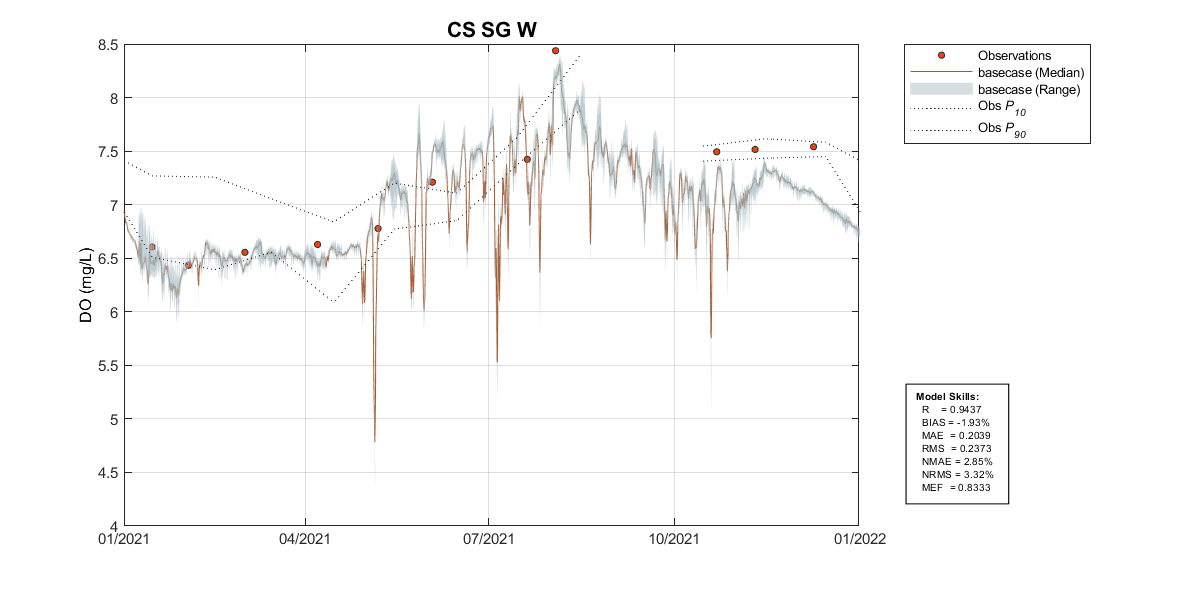 CS SG W
8.5
8
7.5
7
6.5
6
5.5
5
4.5
4
DO (mg/L)
01/2021 04/2021 07/2021 10/2021 01/2022
Observations
basecase (Median)
basecase (Range)
Obs P10
Obs P90
Model Skills:
R = 0.9437
BIAS = -1.93%
MAE = 0.2039
RMS = 0.2373
NMAE = 2.85%
NRMS = 3.32%
MEF = 0.8333